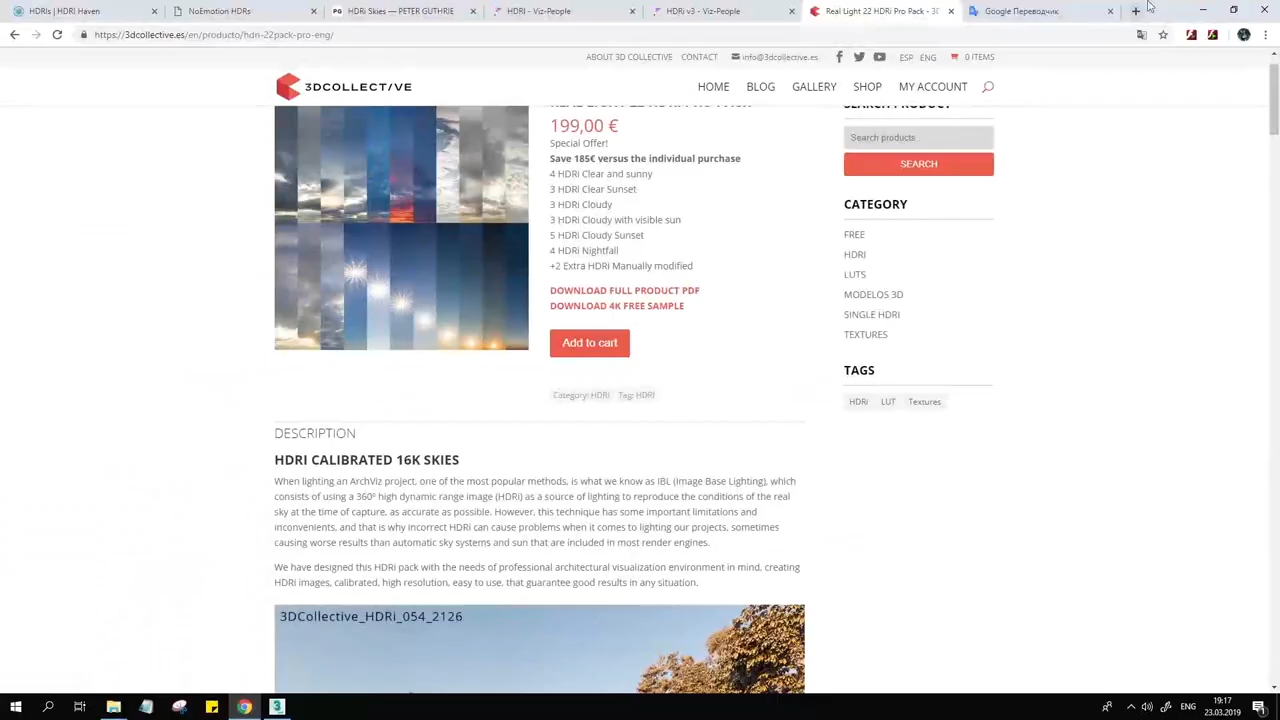 HDRIs | HDRI Haven
NoEmotion HDRs
PG HDRI Skies — PETER GUTHRIE
HDRi - Viz-People
HDRi v3 - Viz-People
Real Light 22 HDRi Pro Pack - 3D
Google Переводчик
https://3dcollective.es/en/producto/hdri-22pack-pro-eng/
ABOUT 3D COLLECTIVE CONTACT info@3dcollective.es ESP ENG 0 ITEMS
3DCOLLECT/VE
HOME BLOG GALLERY SHOP MY ACCOUNT
REAL LIGHT 22 HDRI PRO PACK
199,00 €
Special Offer!
Save 185€ versus the individual purchase
4 HDRi Clear and sunny
3 HDRi Clear Sunset
3 HDRi Cloudy
3 HDRi Cloudy with visible sun
5 HDRi Cloudy Sunset
4 HDRi Nightfall
+2 Extra HDRi Manually modified
DOWNLOAD FULL PRODUCT PDF
DOWNLOAD 4K FREE SAMPLE
Add to cart
Category: HDRI Tag: HDRI
SEARCH PRODUCT
Search products…
SEARCH
CATEGORY
FREE
HDRI
LUTS
MODELOS 3D
SINGLE HDRI
TEXTURES
TAGS
HDRi LUT Textures
DESCRIPTION
HDRI CALIBRATED 16K SKIES
When lighting an ArchViz project, one of the most popular methods, is what we know as IBL (Image Base Lighting), which
consists of using a 360º high dynamic range image (HDRi) as a source of lighting to reproduce the conditions of the real
sky at the time of capture, as accurate as possible. However, this technique has some important limitations and
inconvenients, and that is why incorrect HDRi can cause problems when it comes to lighting our projects, sometimes
causing worse results than automatic sky systems and sun that are included in most render engines.
We have designed this HDRi pack with the needs of professional architectural visualization environment in mind, creating
HDRi images, calibrated, high resolution, easy to use, that guarantee good results in any situation.
3DCollective_HDRi_054_2126
ENG
19:17
23.03.2019